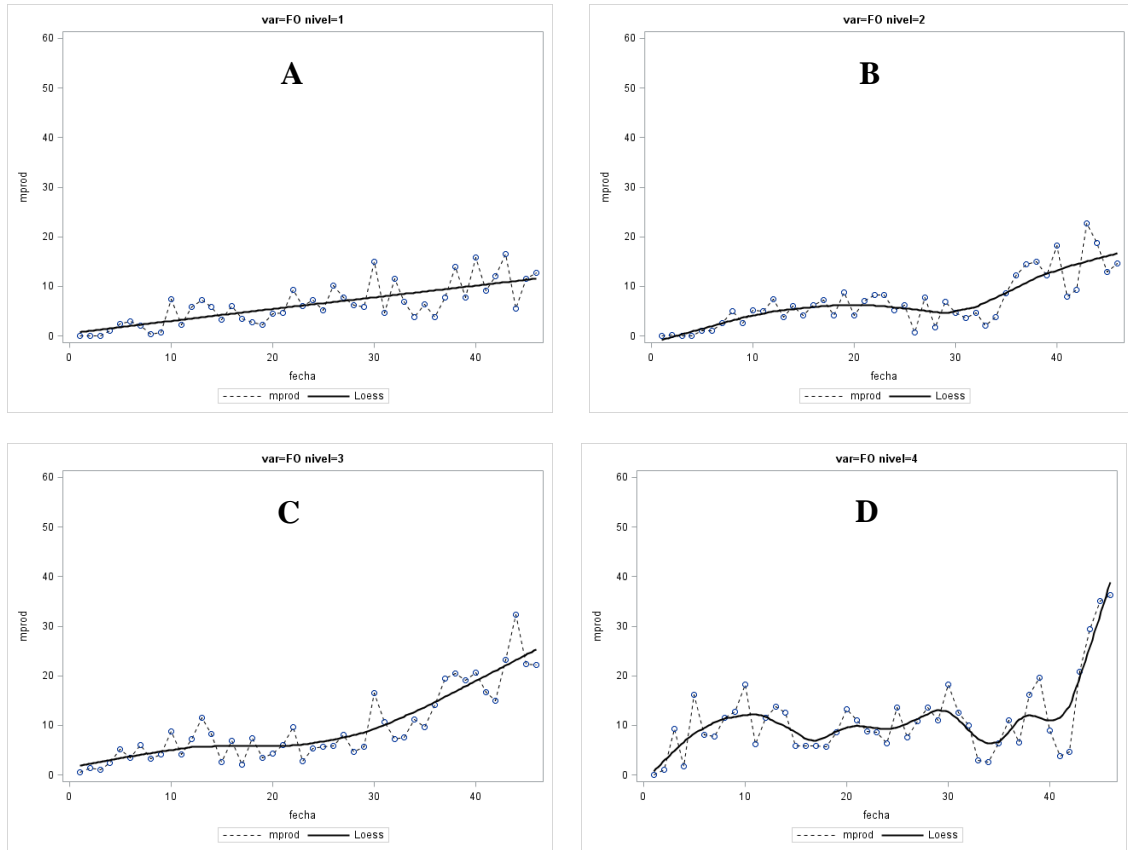 var=FO nivel=1
A
60
50
40
30
20
10
0
mprod
0 10 20 30 40
fecha
mprod Loess
var=FO nivel=2
B
60
50
40
30
20
10
0
mprod
0 10 20 30 40
fecha
mprod Loess
var=FO nivel=3
C
60
50
40
30
20
10
0
mprod
0 10 20 30 40
fecha
mprod Loess
var=FO nivel=4
D
60
50
40
30
20
10
0
mprod
0 10 20 30 40
fecha
mprod Loess